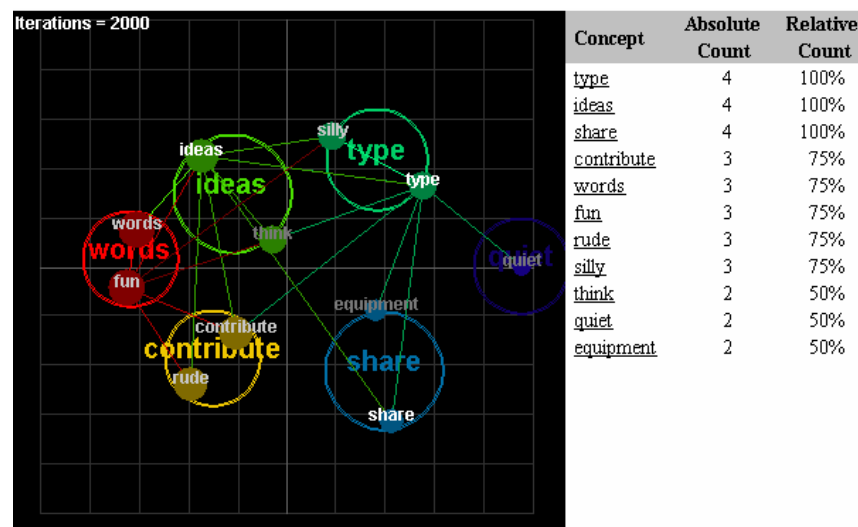 Iterations = 2000
silly
type
ideas
type
ideas
words
think
words
quiet
quiet
fun
equipment
contribute
contribute
share
rude
share
Concept Absolute Count Relative Count
type 4 100%
ideas 4 100%
share 4 100%
contribute 3 75%
words 3 75%
fun 3 75%
rude 3 75%
silly 3 75%
think 2 50%
quiet 2 50%
equipment 2 50%